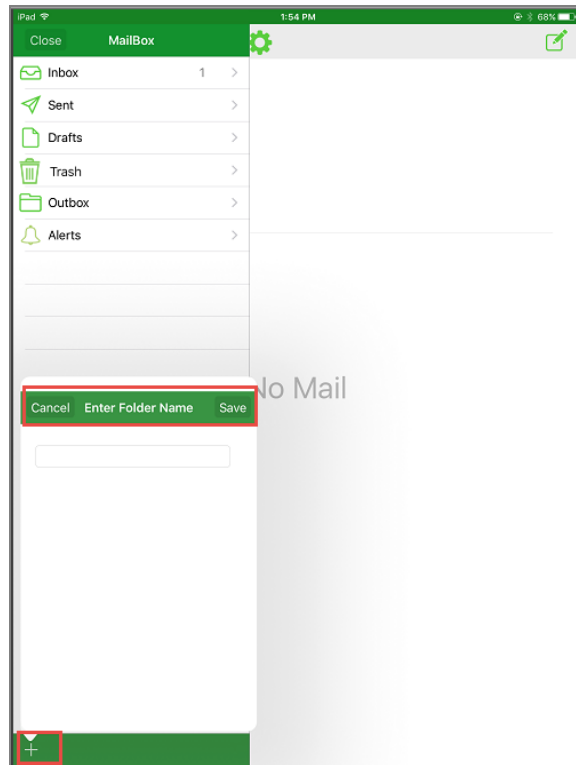 iPad 1:54 PM 68%
Close MailBox
Inbox 1
Sent
Drafts
Trash
Outbox
Alerts
No Mail
Cancel Enter Folder Name Save
+